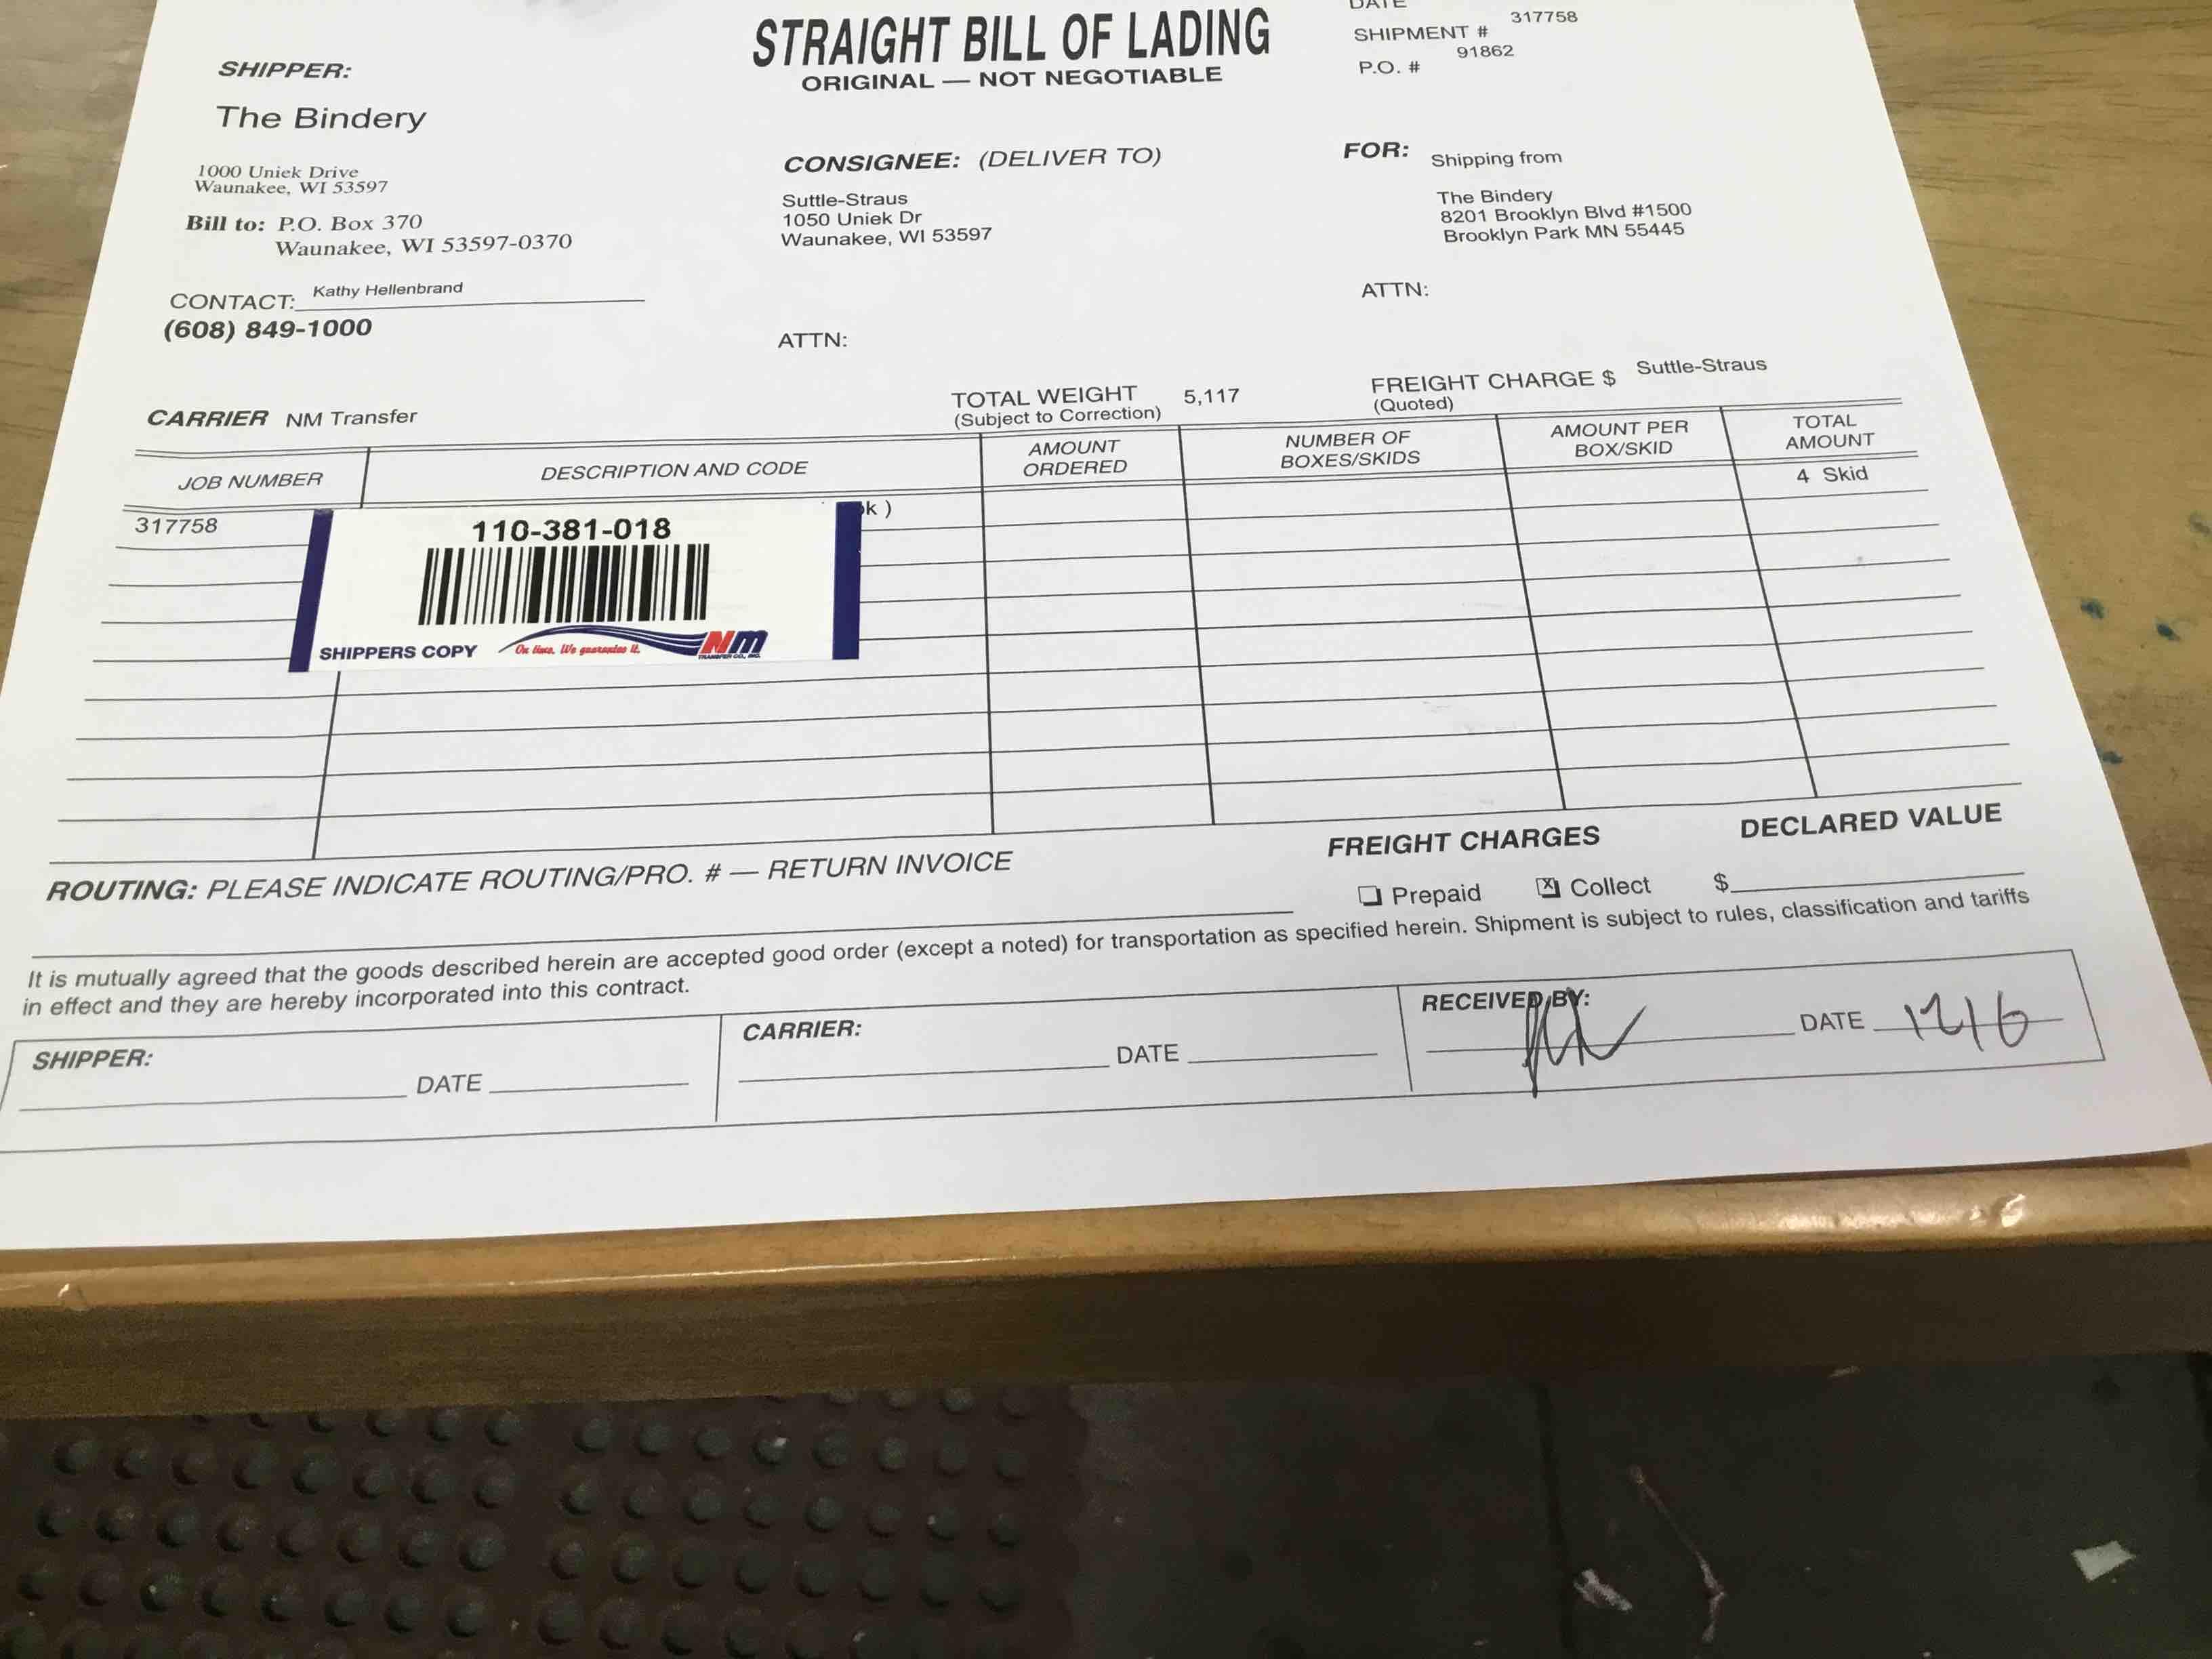 STRAIGHT BILL OF LADING
ORIGINAL — NOT NEGOTIABLE
DATE
SHIPMENT # 317758
P.O. # 91862
SHIPPER:
The Bindery
1000 Uniek Drive
Waunakee, WI 53597
Bill to: P.O. Box 370
Waunakee, WI 53597-0370
CONTACT: Kathy Hellenbrand
(608) 849-1000
CONSIGNEE: (DELIVER TO)
Suttle-Straus
1050 Uniek Dr
Waunakee, WI 53597
ATTN:
FOR: Shipping from
The Bindery
8201 Brooklyn Blvd #1500
Brooklyn Park MN 55445
ATTN:
CARRIER NM Transfer
TOTAL WEIGHT 5,117
(Subject to Correction)
FREIGHT CHARGE $ Suttle-Straus
(Quoted)
JOB NUMBER
DESCRIPTION AND CODE
AMOUNT
ORDERED
NUMBER OF
BOXES/SKIDS
AMOUNT PER
BOX/SKID
TOTAL
AMOUNT
317758
k )
4 Skid
110-381-018
SHIPPERS COPY
On time. We guarantee it.
NM
TRANSFER CO., INC.
ROUTING: PLEASE INDICATE ROUTING/PRO. # — RETURN INVOICE
FREIGHT CHARGES
Prepaid
X Collect
DECLARED VALUE
$
It is mutually agreed that the goods described herein are accepted good order (except a noted) for transportation as specified herein. Shipment is subject to rules, classification and tariffs
in effect and they are hereby incorporated into this contract.
SHIPPER:
DATE
CARRIER:
DATE
RECEIVED BY:
DATE 12/6